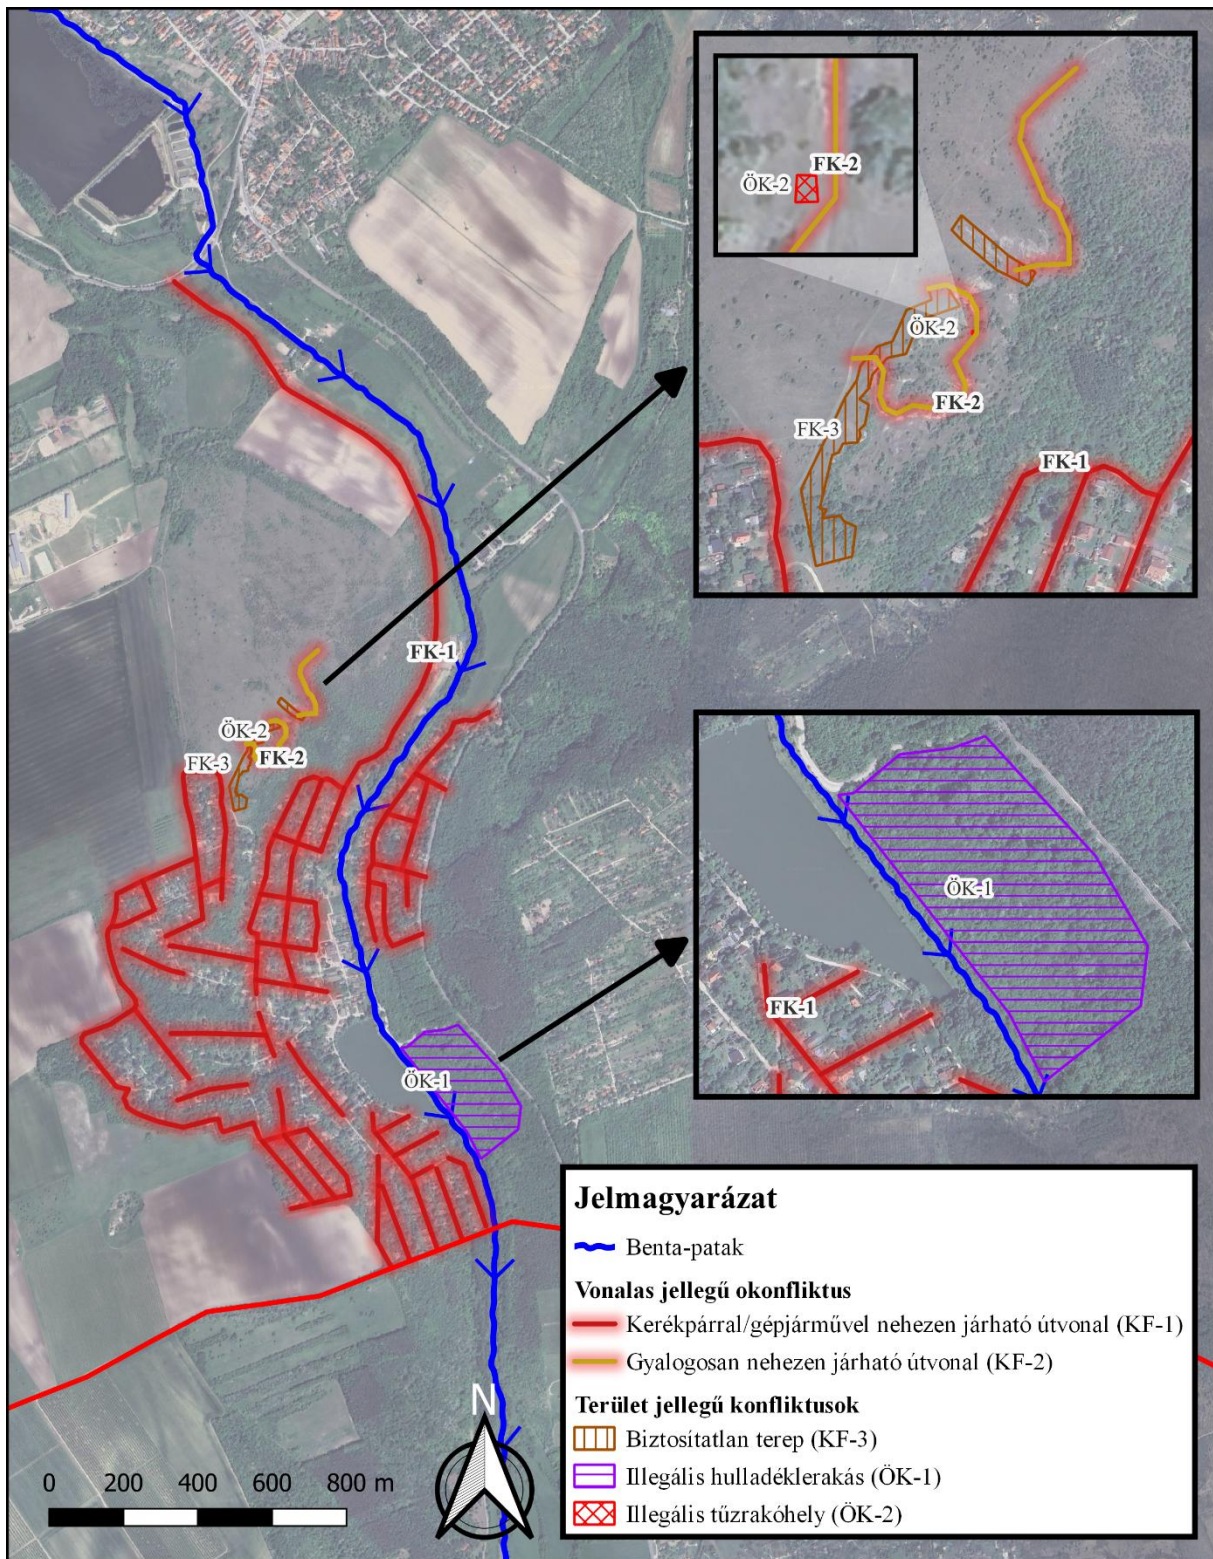 FK-2
ÖK-2
ÖK-2
FK-2
FK-3
FK-1
FK-1
ÖK-2
FK-2
FK-3
ÖK-1
FK-1
ÖK-1
Jelmagyarázat
Benta-patak
Vonalas jellegű okonfliktus
Kerékpárral/gépjárművel nehezen járható útvonal (KF-1)
Gyalogosan nehezen járható útvonal (KF-2)
Terület jellegű konfliktusok
Biztosítatlan terep (KF-3)
Illegális hulladéklerakás (ÖK-1)
Illegális tűzrakóhely (ÖK-2)
N
0 200 400 600 800 m